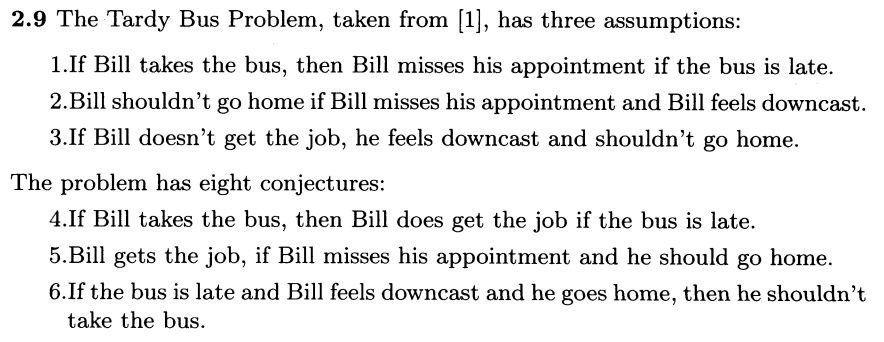 2.9 The Tardy Bus Problem, taken from [1], has three assumptions:
1.If Bill takes the bus, then Bill misses his appointment if the bus is late.
2.Bill shouldn't go home if Bill misses his appointment and Bill feels downcast.
3.If Bill doesn't get the job, he feels downcast and shouldn't go home.
The problem has eight conjectures:
4.If Bill takes the bus, then Bill does get the job if the bus is late.
5.Bill gets the job, if Bill misses his appointment and he should go home.
6.If the bus is late and Bill feels downcast and he goes home, then he shouldn't
take the bus.